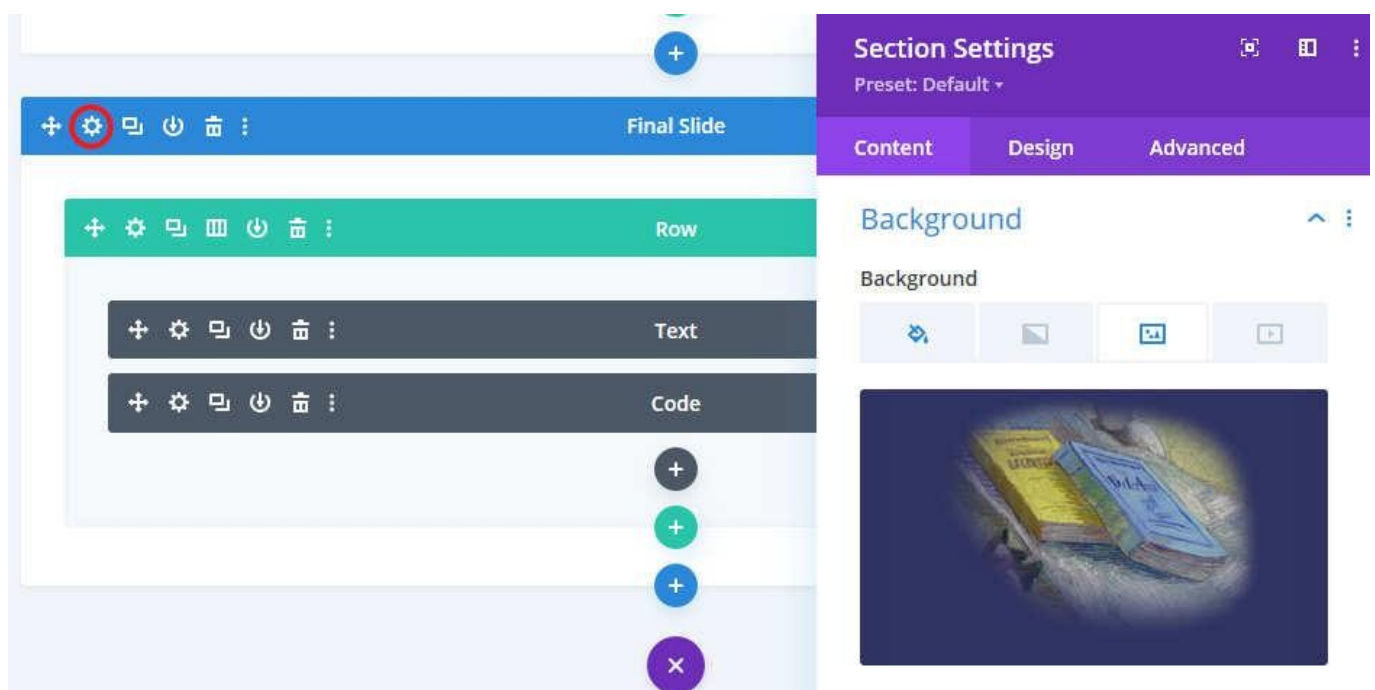 Section Settings
Preset: Default
Final Slide
Content Design Advanced
Row
Background
Background
Text
Code